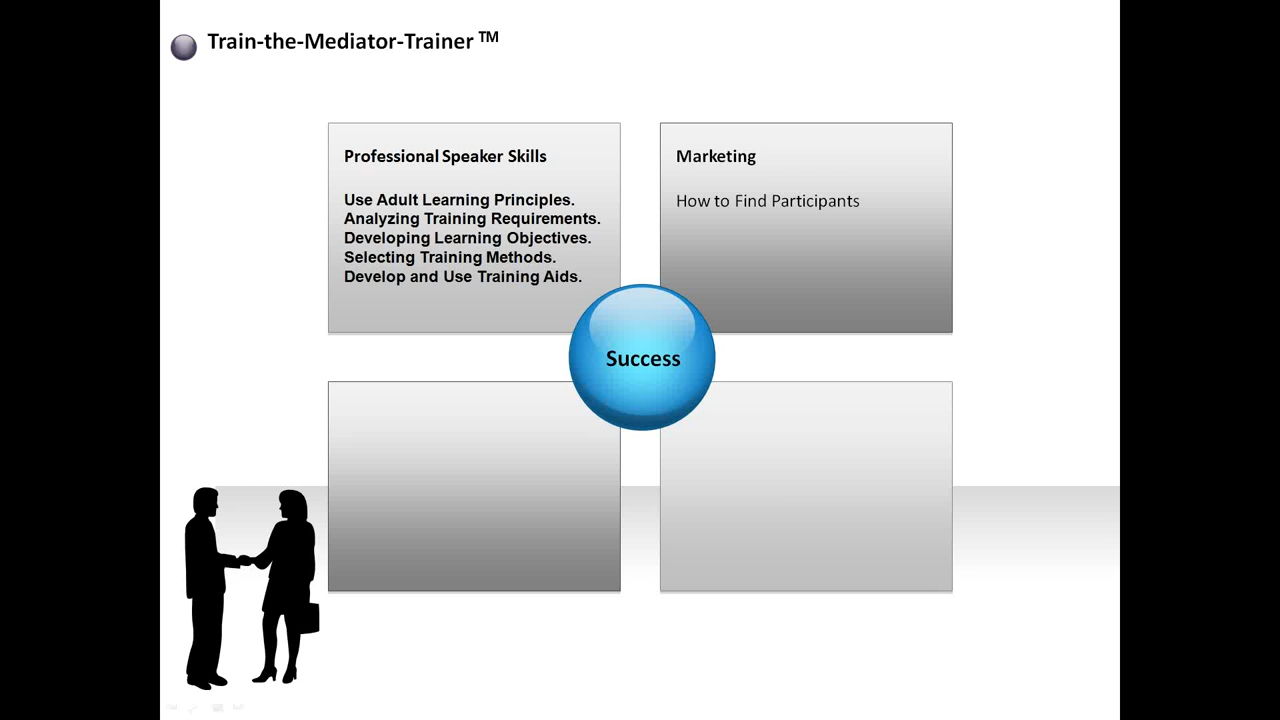 Train-the-Mediator-Trainer TM
Professional Speaker Skills
Use Adult Learning Principles.
Analyzing Training Requirements.
Developing Learning Objectives.
Selecting Training Methods.
Develop and Use Training Aids.
Marketing
How to Find Participants
Success